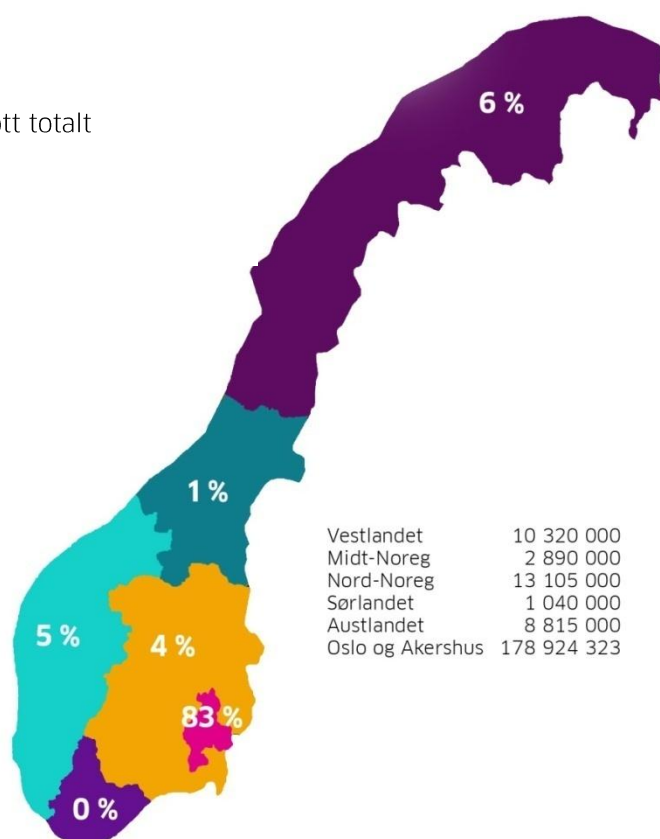 tt totalt
6 %
1 %
5 %
4 %
83 %
0 %
Vestlandet 10 320 000
Midt-Noreg 2 890 000
Nord-Noreg 13 105 000
Sørlandet 1 040 000
Austlandet 8 815 000
Oslo og Akershus 178 924 323